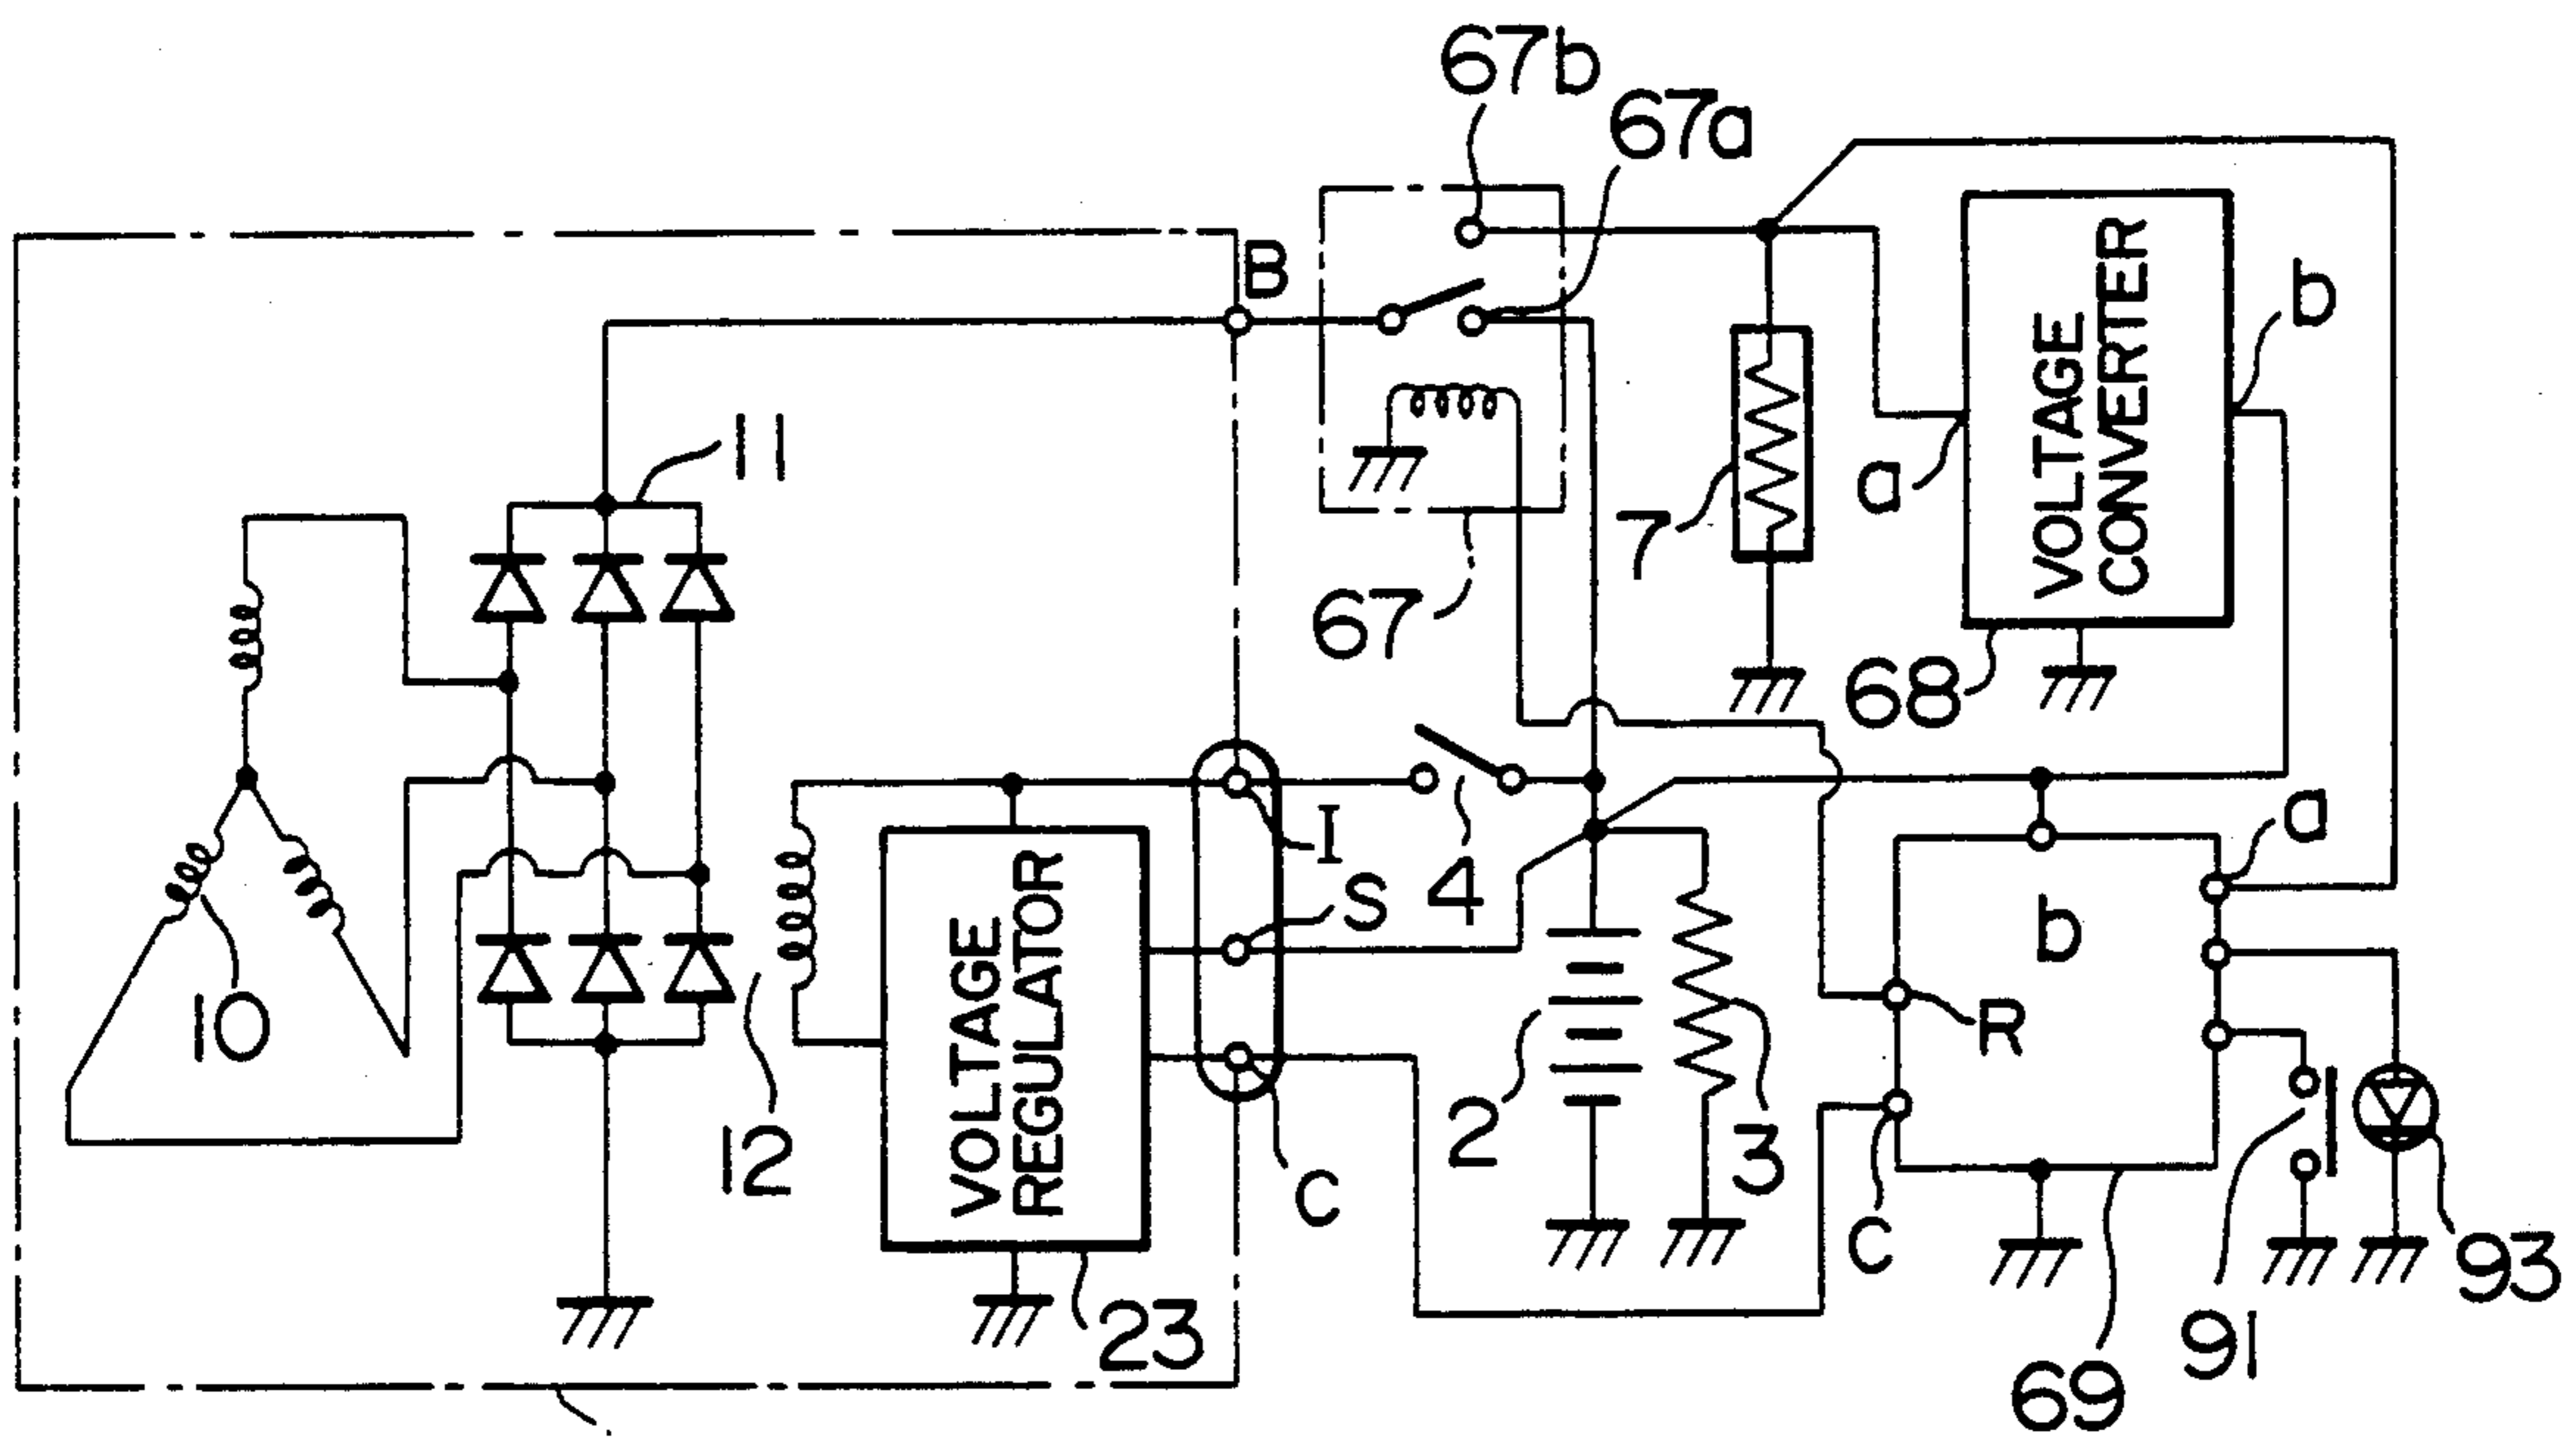 67b
67a
B
b
VOLTAGE
CONVERTER
11
a
7
67
68
I
a
S
4
b
VOLTAGE
REGULATOR
10
R
2
3
12
C
C
93
23
91
69